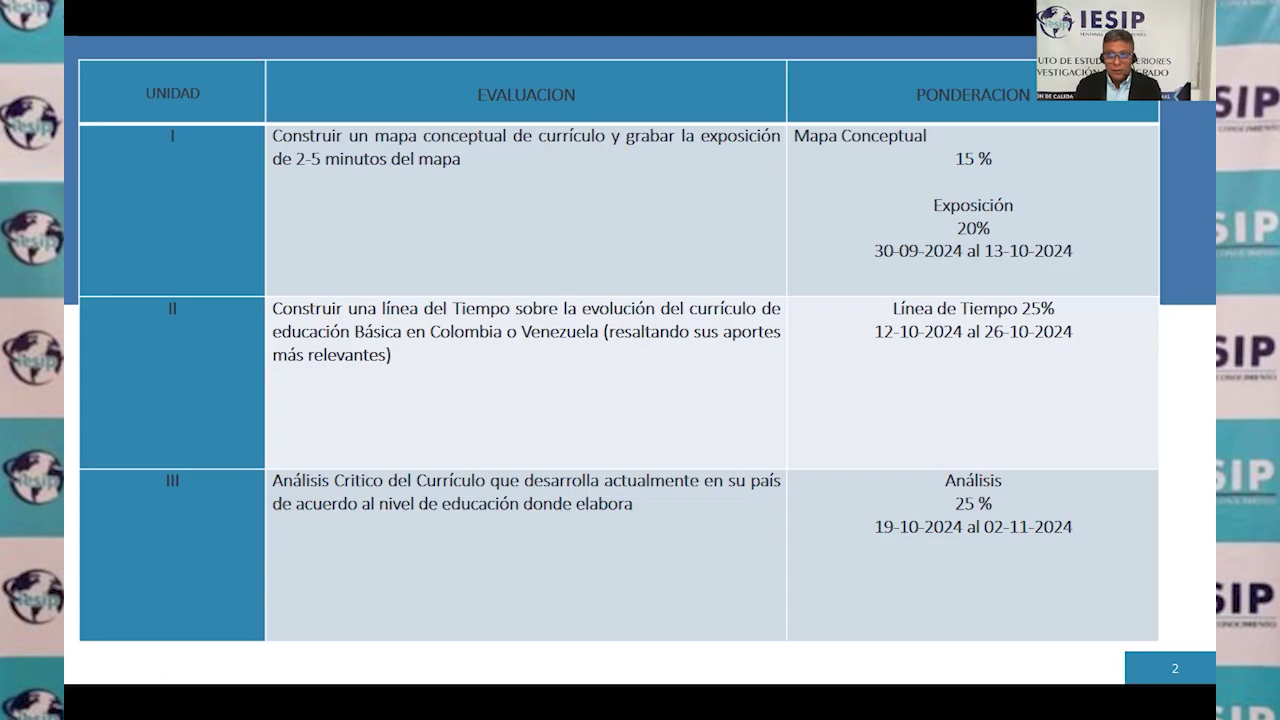 IESIP
UNIDAD
EVALUACION
PONDERACION
I
Construir un mapa conceptual de currículo y grabar la exposición
de 2-5 minutos del mapa
Mapa Conceptual
15 %
Exposición
20%
30-09-2024 al 13-10-2024
II
Construir una línea del Tiempo sobre la evolución del currículo de
educación Básica en Colombia o Venezuela (resaltando sus aportes
más relevantes)
Línea de Tiempo 25%
12-10-2024 al 26-10-2024
III
Análisis Critico del Currículo que desarrolla actualmente en su país
de acuerdo al nivel de educación donde elabora
Análisis
25 %
19-10-2024 al 02-11-2024
2